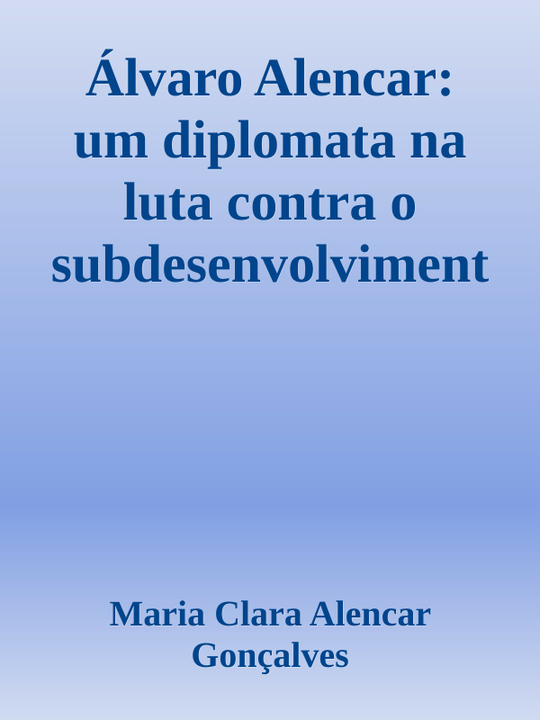 Álvaro Alencar:
um diplomata na
luta contra o
subdesenvolviment
Maria Clara Alencar
Gonçalves